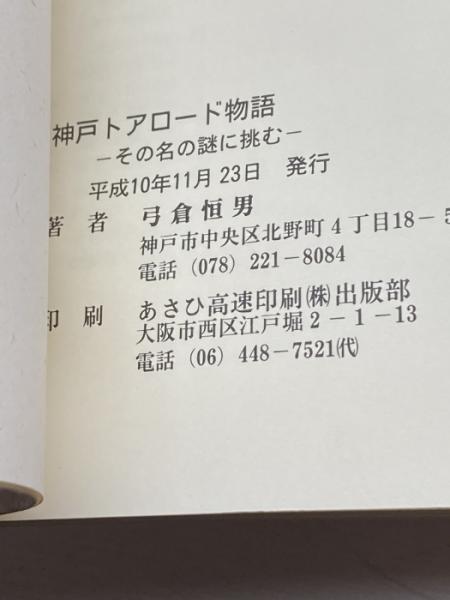 神戸トアロード物語
－その名の謎に挑む－
平成10年11月23日　発行
著　者　弓倉恒男
神戸市中央区北野町4丁目18－5
電話（078）221－8084
印　刷　あさひ高速印刷㈱出版部
大阪市西区江戸堀2－1－13
電話（06）448－7521㈹